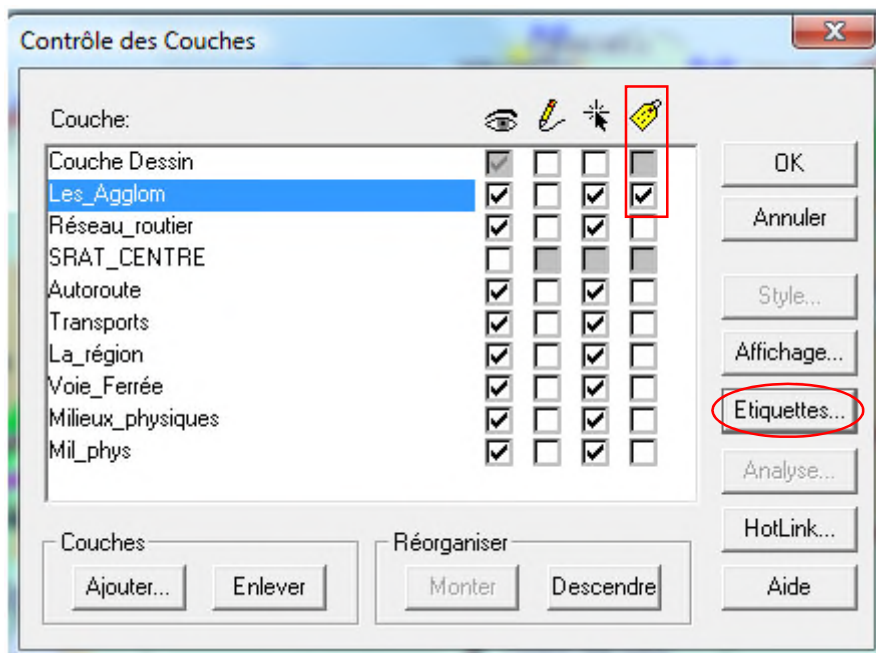 Contrôle des Couches
Couche:
Couche Dessin
Les_Agglom
Réseau_routier
SRAT_CENTRE
Autoroute
Transports
La_région
Voie_Ferrée
Milieux_physiques
Mil_phys
OK
Annuler
Style...
Affichage...
Etiquettes...
Analyse...
HotLink...
Aide
Couches
Ajouter...
Enlever
Réorganiser
Monter
Descendre